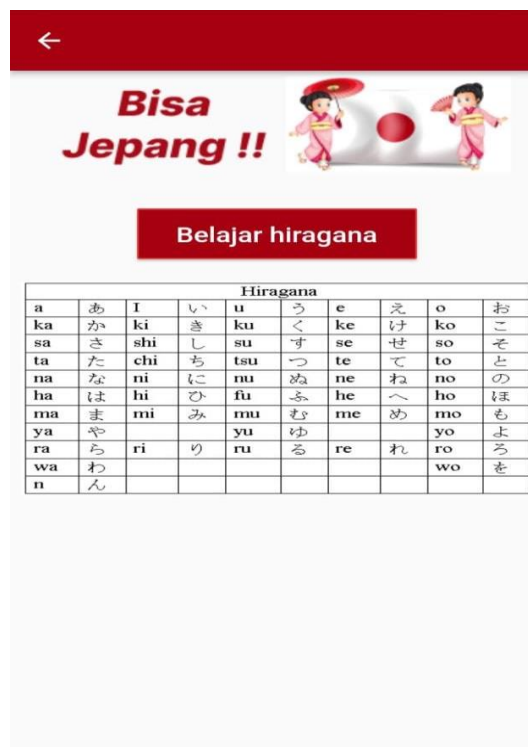 Bisa
Jepang !!
Belajar hiragana
Hiragana
a あ I い u う e え o お
ka か ki き ku く ke け ko こ
sa さ shi し su す se せ so そ
ta た chi ち tsu つ te て to と
na な ni に nu ぬ ne ね no の
ha は hi ひ fu ふ he へ ho ほ
ma ま mi み mu む me め mo も
ya や yu ゆ yo よ
ra ら ri り ru る re れ ro ろ
wa わ wo を
n ん